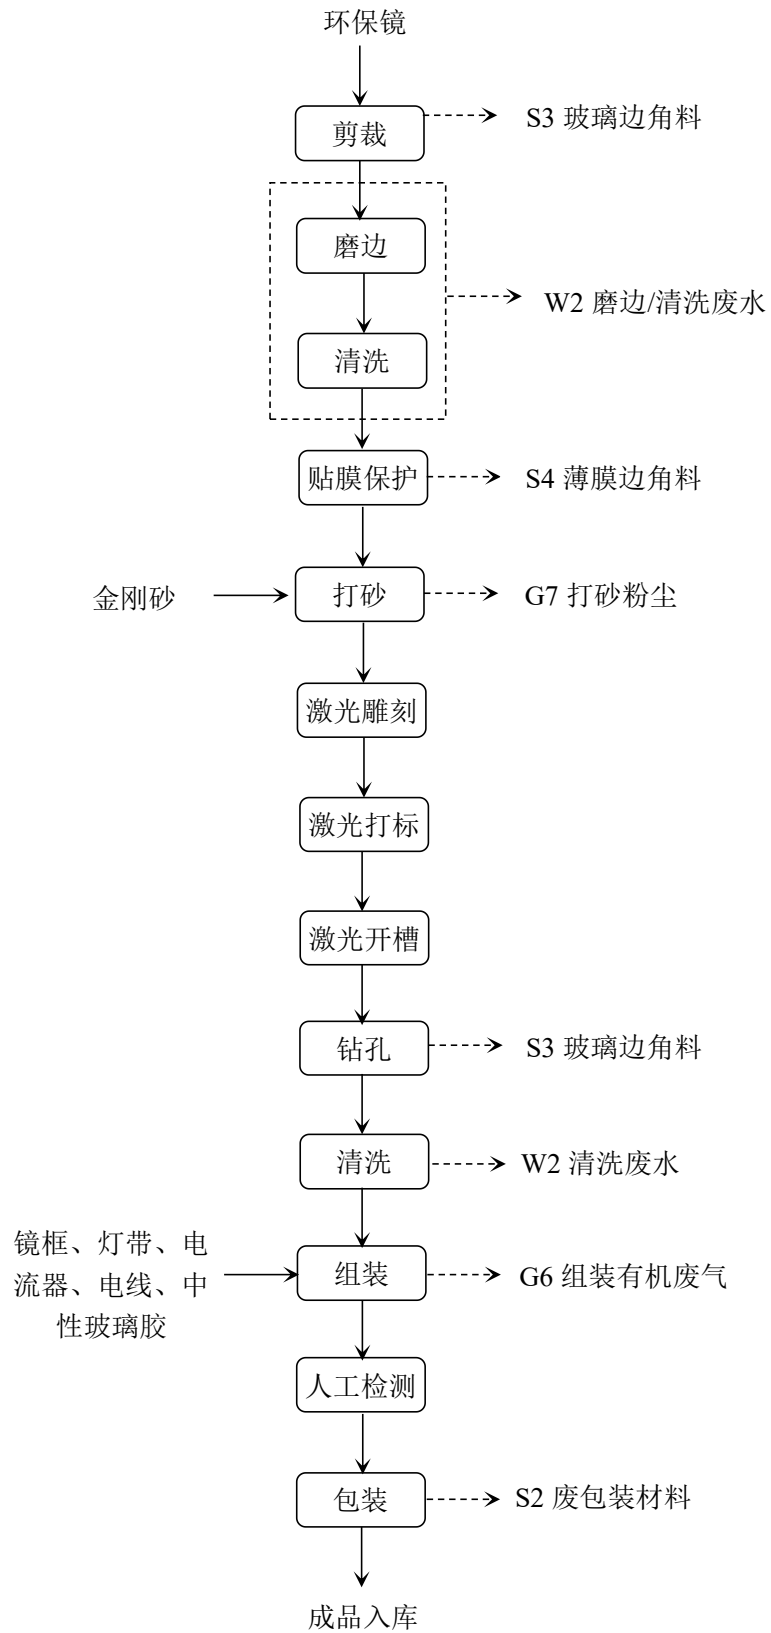 环保镜
剪裁
S3 玻璃边角料
磨边
W2 磨边/清洗废水
清洗
贴膜保护
S4 薄膜边角料
金刚砂
打砂
G7 打砂粉尘
激光雕刻
激光打标
激光开槽
钻孔
S3 玻璃边角料
清洗
W2 清洗废水
镜框、灯带、电
流器、电线、中
性玻璃胶
组装
G6 组装有机废气
人工检测
包装
S2 废包装材料
成品入库